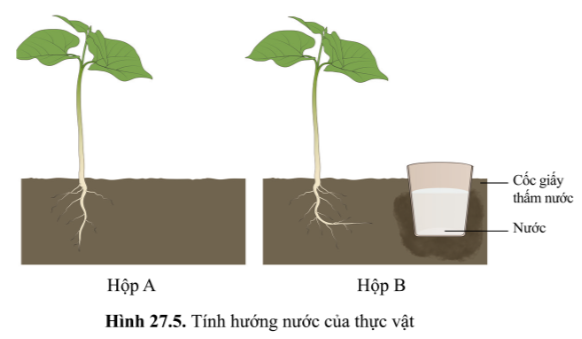 Cốc giấy
thấm nước
Nước
Hộp A
Hộp B
Hình 27.5. Tính hướng nước của thực vật